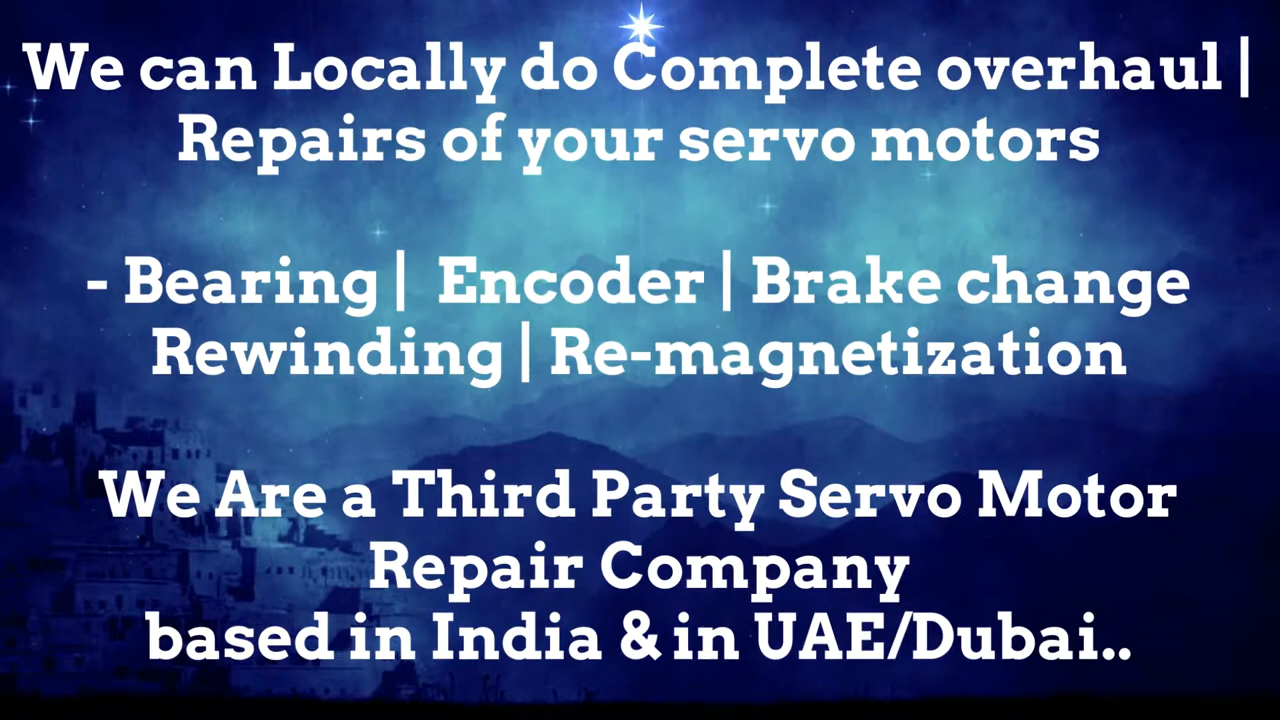 We can Locally do Complete overhaul |
Repairs of your servo motors
- Bearing | Encoder | Brake change
Rewinding | Re-magnetization
We Are a Third Party Servo Motor
Repair Company
based in India & in UAE/Dubai..